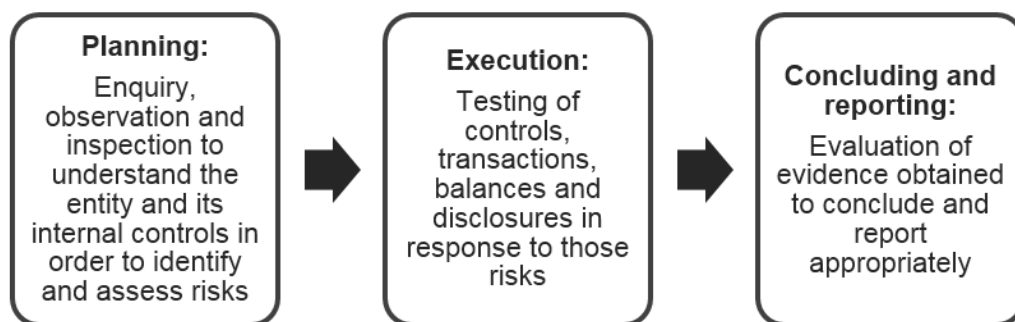 Planning:
Enquiry,
observation and
inspection to
understand the
entity and its
internal controls in
order to identify
and assess risks
Execution:
Testing of
controls,
transactions,
balances and
disclosures in
response to those
risks
Concluding and
reporting:
Evaluation of
evidence obtained
to conclude and
report
appropriately